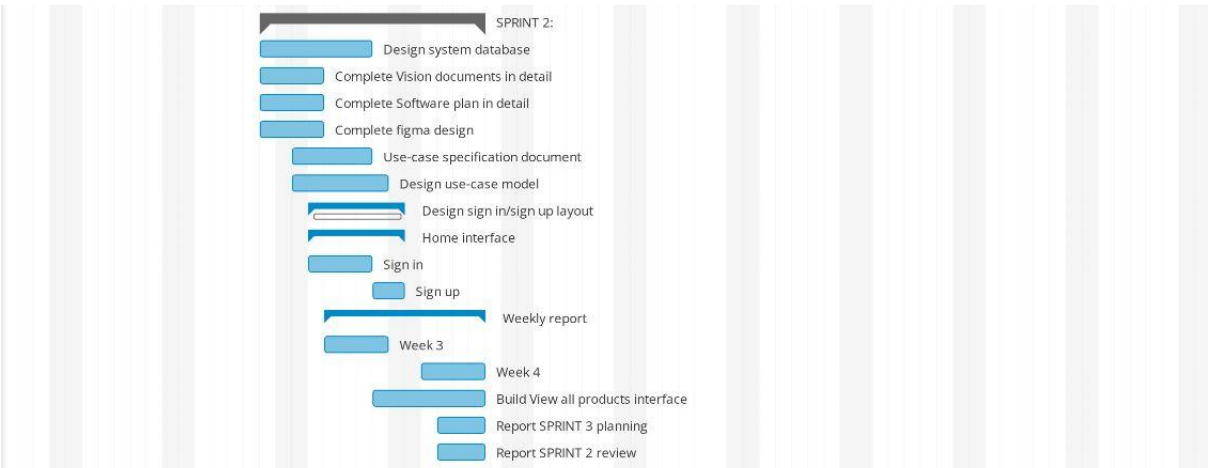 SPRINT 2:
Design system database
Complete Vision documents in detail
Complete Software plan in detail
Complete figma design
Use-case specification document
Design use-case model
Design sign in/sign up layout
Home interface
Sign in
Sign up
Weekly report
Week 3
Week 4
Build View all products interface
Report SPRINT 3 planning
Report SPRINT 2 review